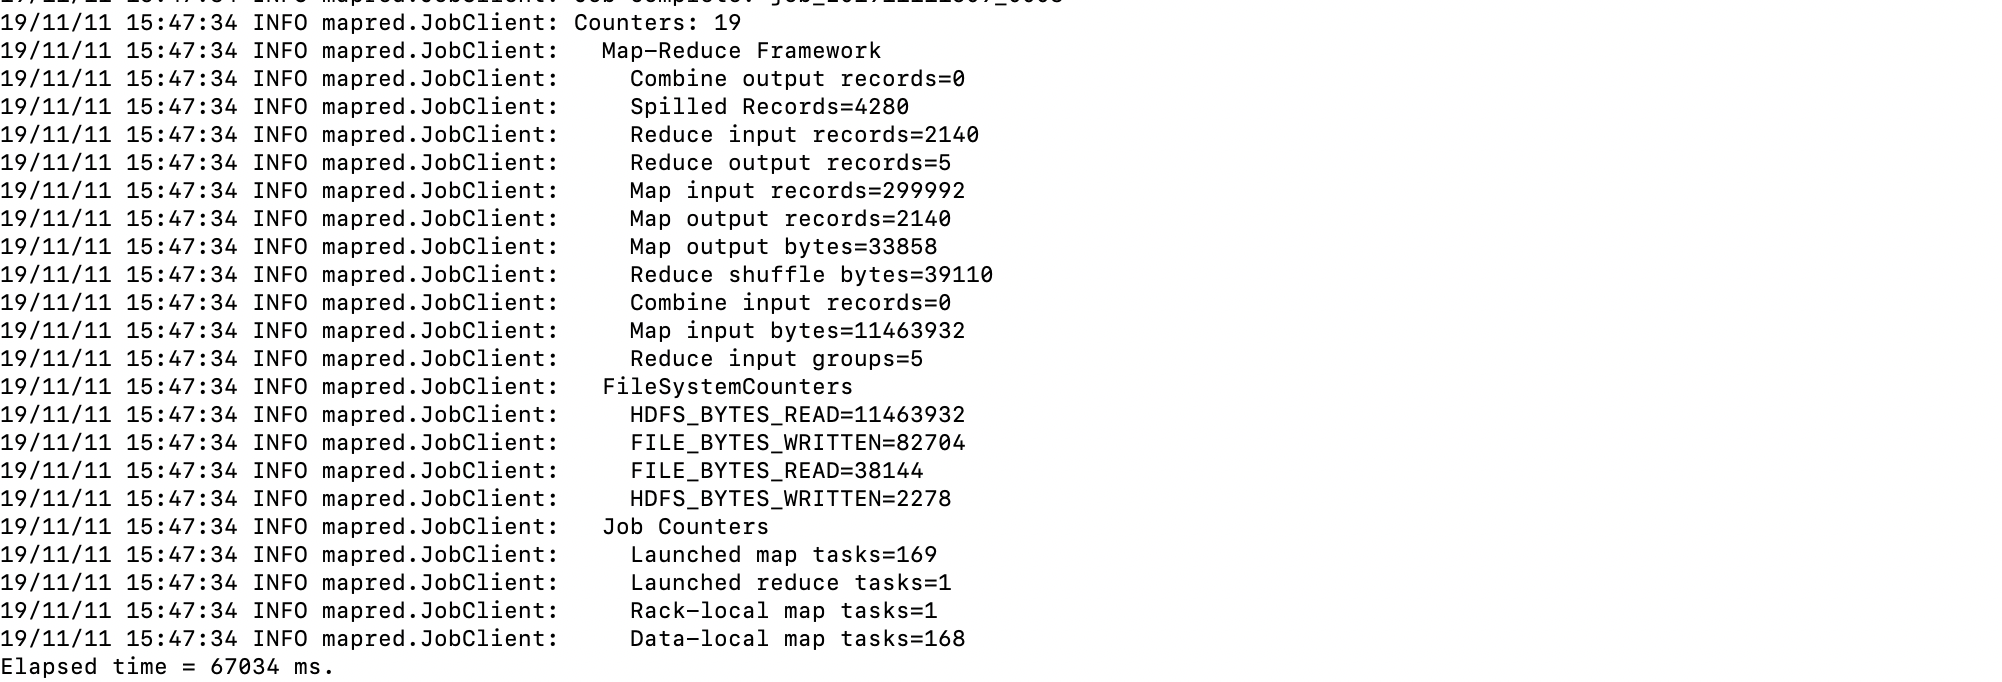 19/11/11 15:47:34 INFO mapred.JobClient: Counters: 19
19/11/11 15:47:34 INFO mapred.JobClient:   Map-Reduce Framework
19/11/11 15:47:34 INFO mapred.JobClient:     Combine output records=0
19/11/11 15:47:34 INFO mapred.JobClient:     Spilled Records=4280
19/11/11 15:47:34 INFO mapred.JobClient:     Reduce input records=2140
19/11/11 15:47:34 INFO mapred.JobClient:     Reduce output records=5
19/11/11 15:47:34 INFO mapred.JobClient:     Map input records=299992
19/11/11 15:47:34 INFO mapred.JobClient:     Map output records=2140
19/11/11 15:47:34 INFO mapred.JobClient:     Map output bytes=33858
19/11/11 15:47:34 INFO mapred.JobClient:     Reduce shuffle bytes=39110
19/11/11 15:47:34 INFO mapred.JobClient:     Combine input records=0
19/11/11 15:47:34 INFO mapred.JobClient:     Map input bytes=11463932
19/11/11 15:47:34 INFO mapred.JobClient:     Reduce input groups=5
19/11/11 15:47:34 INFO mapred.JobClient:   FileSystemCounters
19/11/11 15:47:34 INFO mapred.JobClient:     HDFS_BYTES_READ=11463932
19/11/11 15:47:34 INFO mapred.JobClient:     FILE_BYTES_WRITTEN=82704
19/11/11 15:47:34 INFO mapred.JobClient:     FILE_BYTES_READ=38144
19/11/11 15:47:34 INFO mapred.JobClient:     HDFS_BYTES_WRITTEN=2278
19/11/11 15:47:34 INFO mapred.JobClient:   Job Counters
19/11/11 15:47:34 INFO mapred.JobClient:     Launched map tasks=169
19/11/11 15:47:34 INFO mapred.JobClient:     Launched reduce tasks=1
19/11/11 15:47:34 INFO mapred.JobClient:     Rack-local map tasks=1
19/11/11 15:47:34 INFO mapred.JobClient:     Data-local map tasks=168
Elapsed time = 67034 ms.